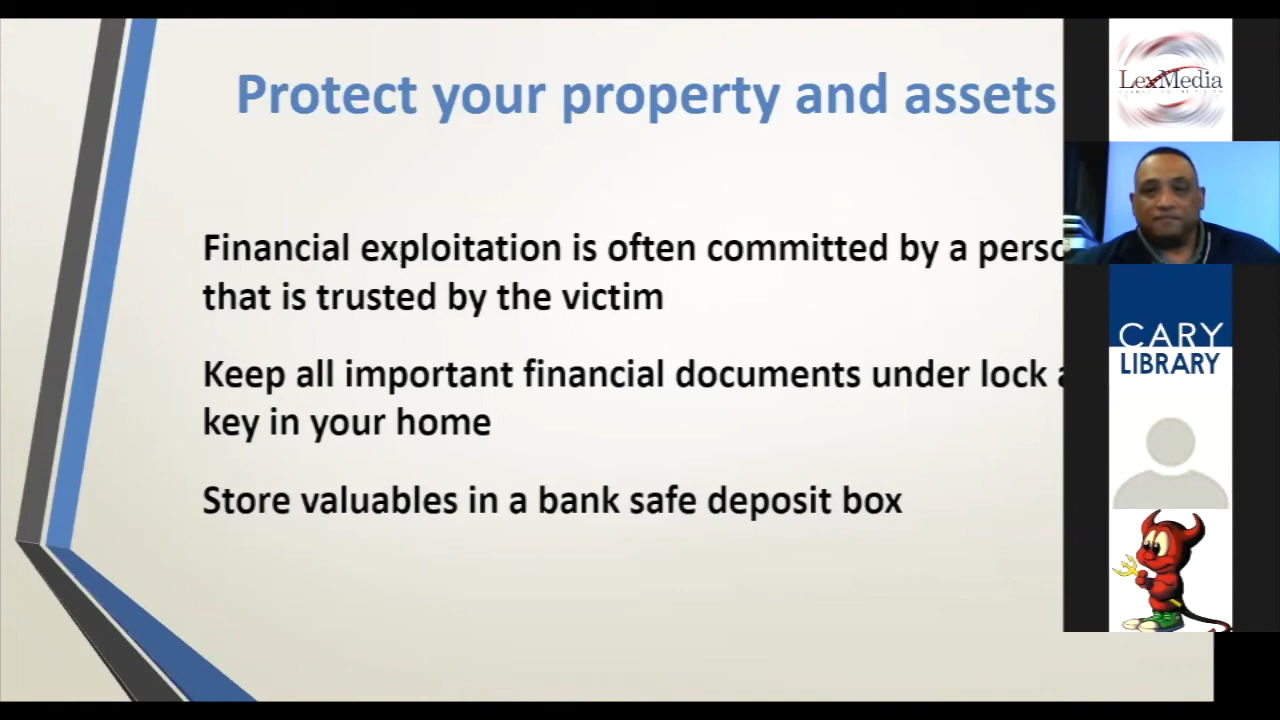 Protect your property and assets
Financial exploitation is often committed by a perso
that is trusted by the victim
Keep all important financial documents under lock a
key in your home
Store valuables in a bank safe deposit box
LexMedia
CARY
LIBRARY